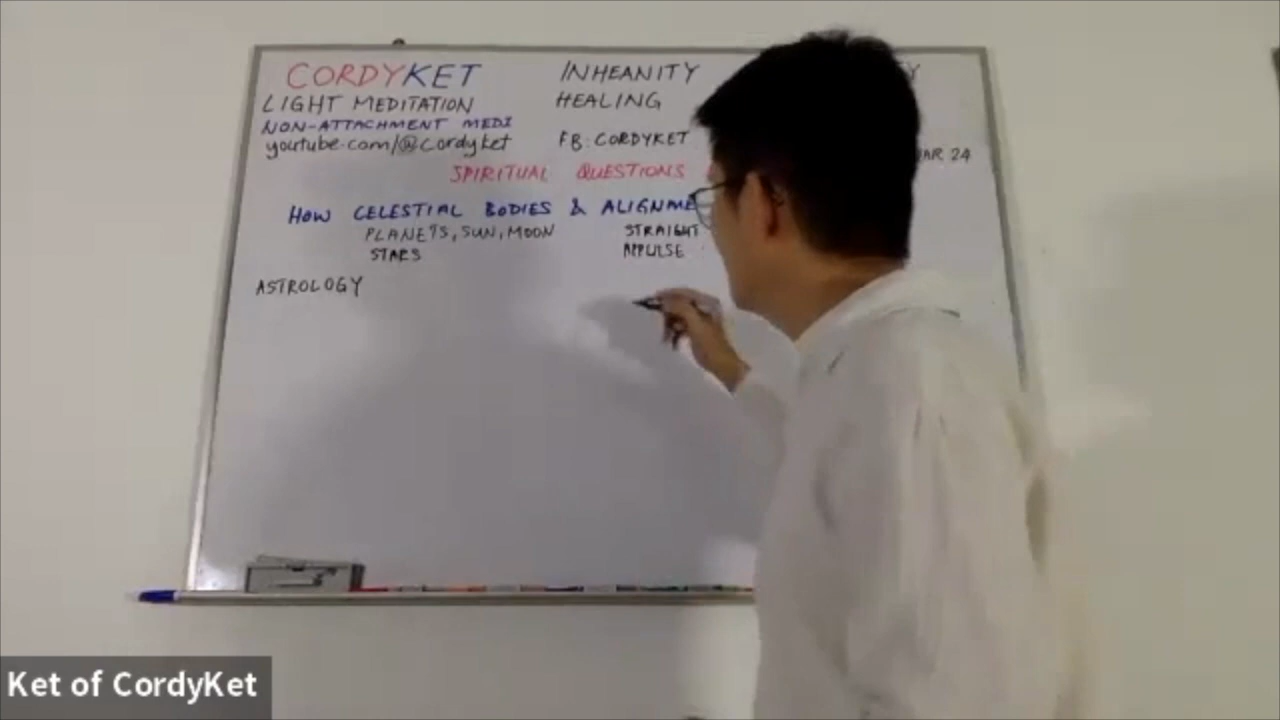 CORDYKET INHEANITY
LIGHT MEDITATION HEALING
NON-ATTACHMENT MEDI
youtube.com/@cordyket FB: CORDYKET AR 24
SPIRITUAL QUESTIONS
HOW CELESTIAL BODIES & ALIGNME
PLANETS, SUN, MOON STRAIGHT
STARS APPULSE
ASTROLOGY
Ket of CordyKet